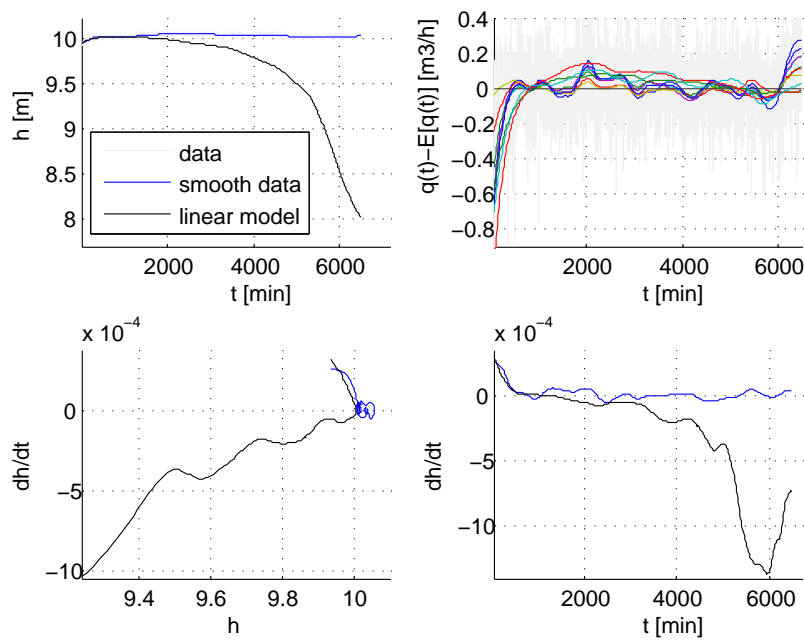 10
9.5
9
8.5
8
h [m]
data
smooth data
linear model
2000
4000
6000
t [min]
0.4
0.2
0
−0.2
−0.4
−0.6
−0.8
q(t)−E[q(t)] [m3/h]
2000
4000
6000
t [min]
x 10⁻⁴
0
−5
−10
dh/dt
9.4
9.6
9.8
10
h
x 10⁻⁴
0
−5
−10
dh/dt
2000
4000
6000
t [min]